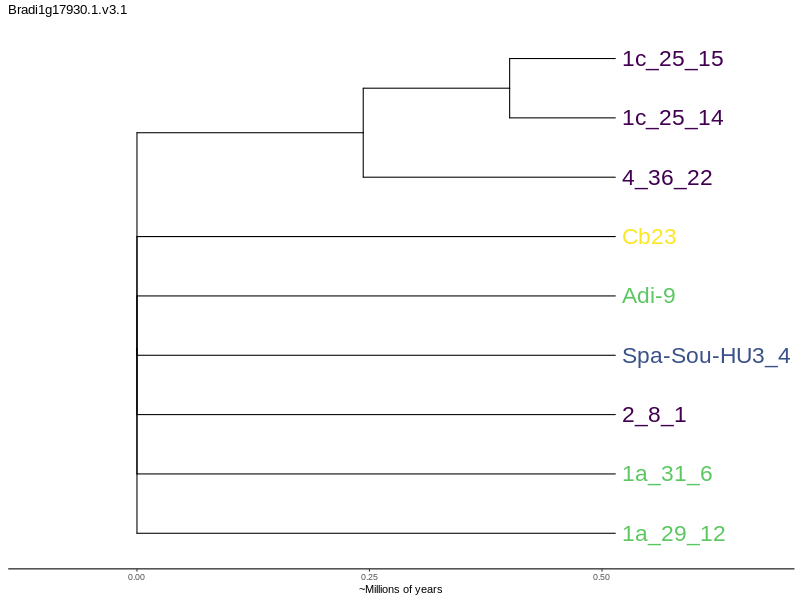 Bradi1g17930.1.v3.1
1c_25_15
1c_25_14
4_36_22
Cb23
Adi-9
Spa-Sou-HU3_4
2_8_1
1a_31_6
1a_29_12
0.00 0.25 0.50
~Millions of years